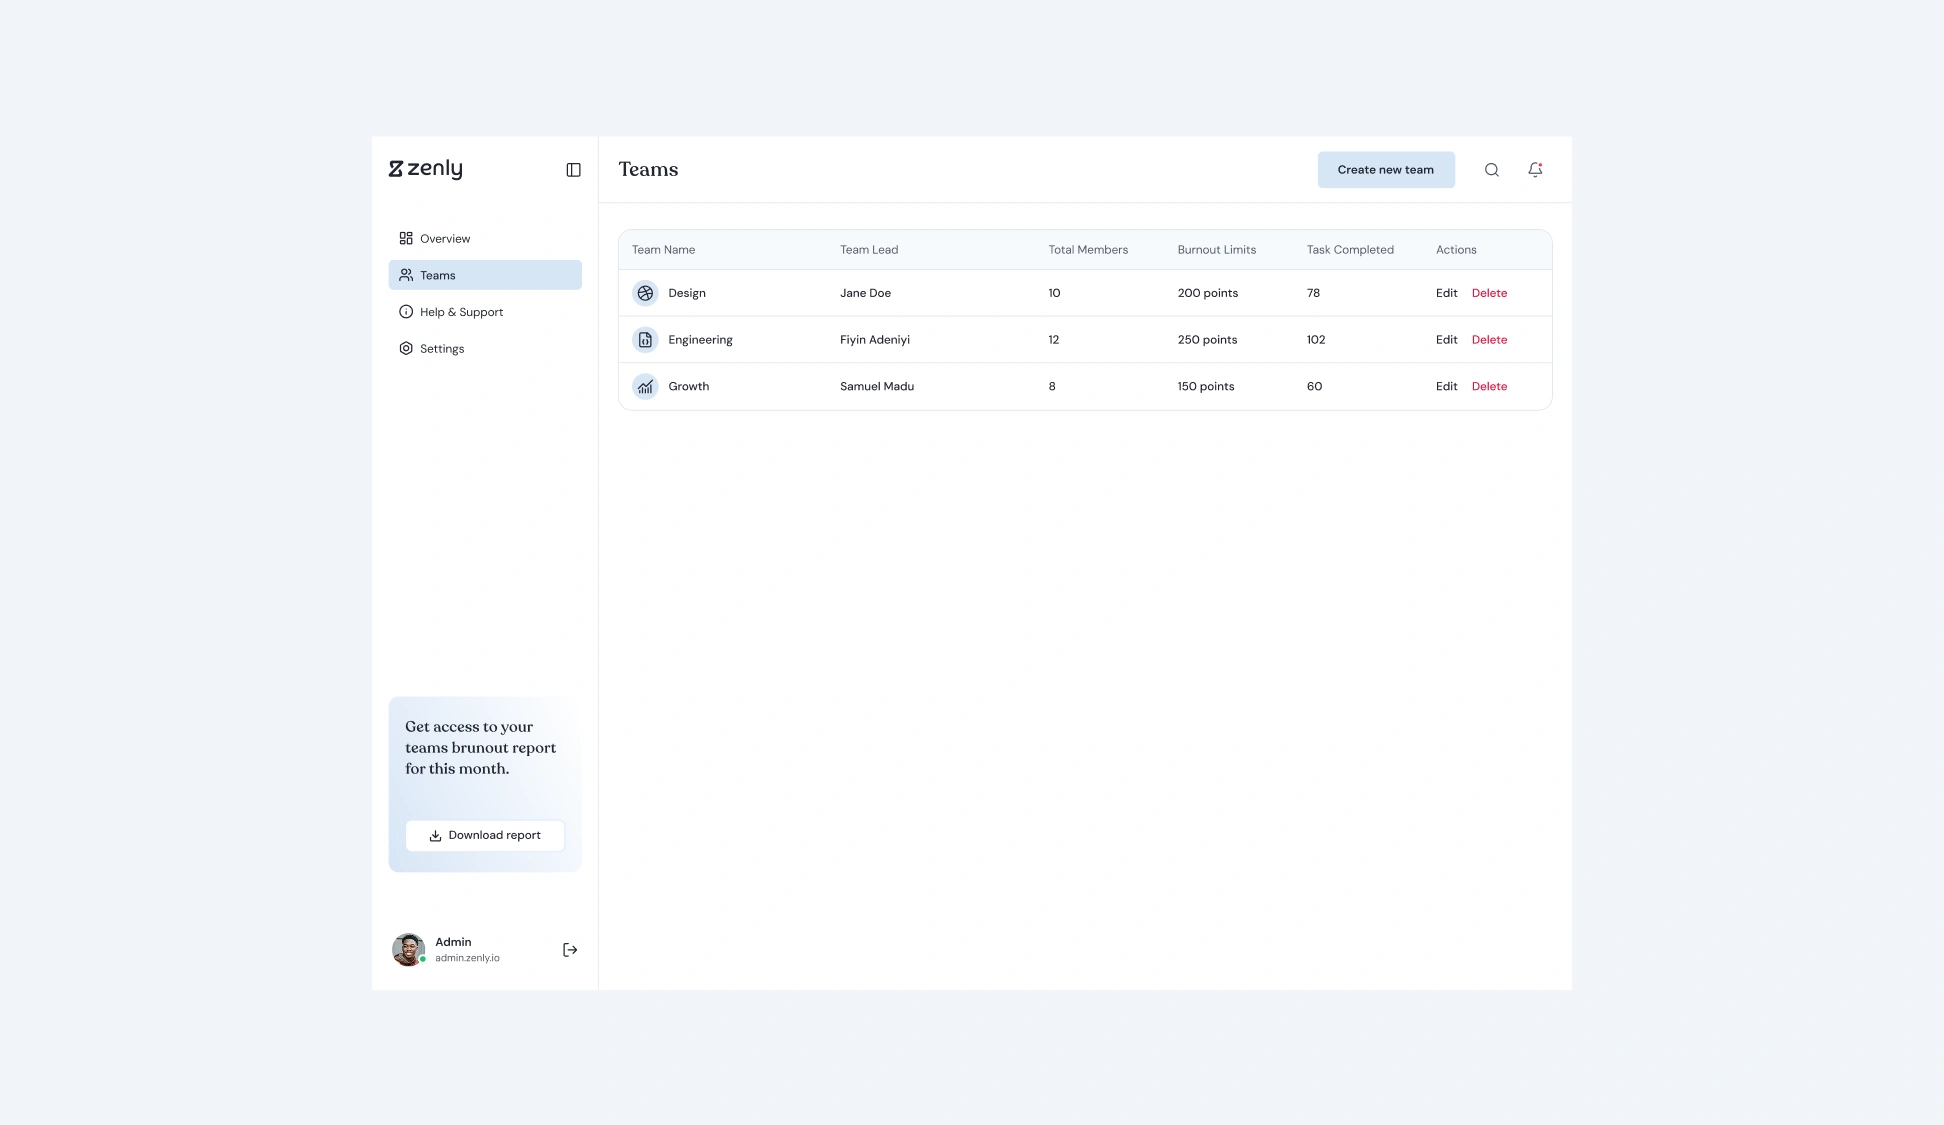 zenly
Overview
Teams
Help & Support
Settings
Get access to your
teams brunout report
for this month.
Download report
Admin
admin.zenly.io
Teams
Create new team
Team Name Team Lead Total Members Burnout Limits Task Completed Actions
Design Jane Doe 10 200 points 78 Edit Delete
Engineering Fiyin Adeniyi 12 250 points 102 Edit Delete
Growth Samuel Madu 8 150 points 60 Edit Delete